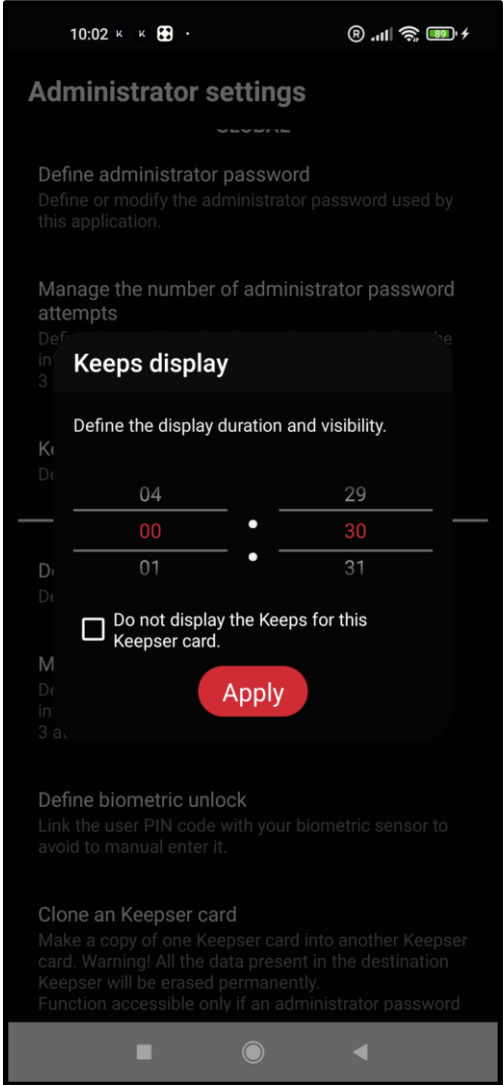 10:02 K K
R 89
Administrator settings
GLOBAL
Define administrator password
Define or modify the administrator password used by
this application.
Manage the number of administrator password
attempts
Keeps display
3
Define the display duration and visibility.
04 29
00 : 30
01 31
Do not display the Keeps for this
Keepser card.
Apply
3
Define biometric unlock
Link the user PIN code with your biometric sensor to
avoid to manual enter it.
Clone an Keepser card
Make a copy of one Keepser card into another Keepser
card. Warning! All the data present in the destination
Keepser will be erased permanently.
Function accessible only if an administrator password